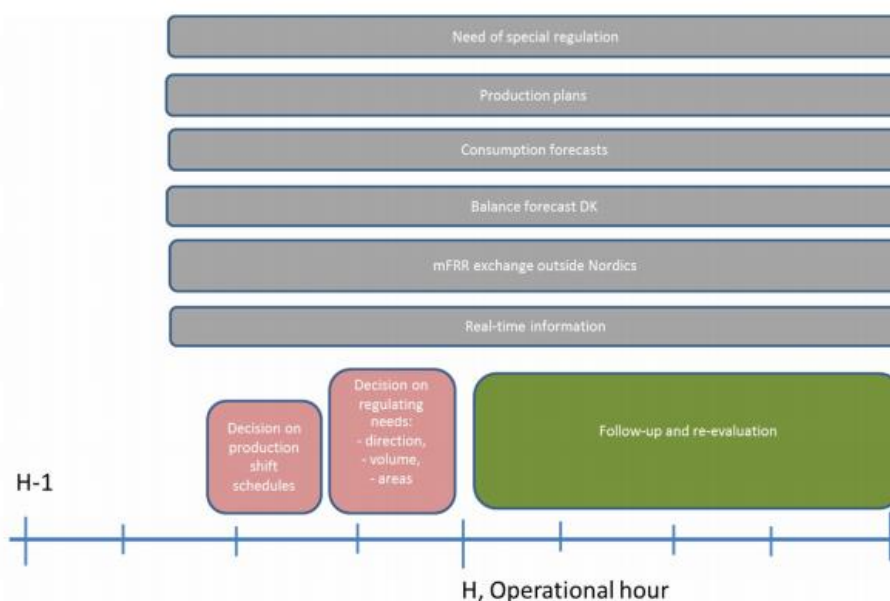 Need of special regulation
Production plans
Consumption forecasts
Balance forecast DK
mFRR exchange outside Nordics
Real-time information
Decision on
production
shift
schedules
Decision on
regulating
needs:
- direction,
- volume,
- areas
Follow-up and re-evaluation
H-1
H, Operational hour